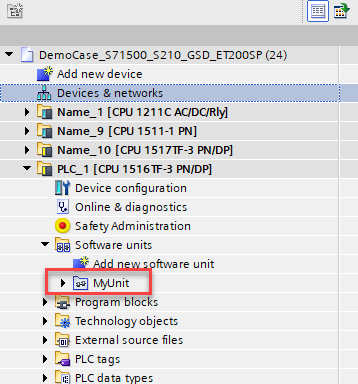 DemoCase_S71500_S210_GSD_ET200SP (24)
Add new device
Devices & networks
Name_1 [CPU 1211C AC/DC/Rly]
Name_9 [CPU 1511-1 PN]
Name_10 [CPU 1517TF-3 PN/DP]
PLC_1 [CPU 1516TF-3 PN/DP]
Device configuration
Online & diagnostics
Safety Administration
Software units
Add new software unit
MyUnit
Program blocks
Technology objects
External source files
PLC tags
PLC data types